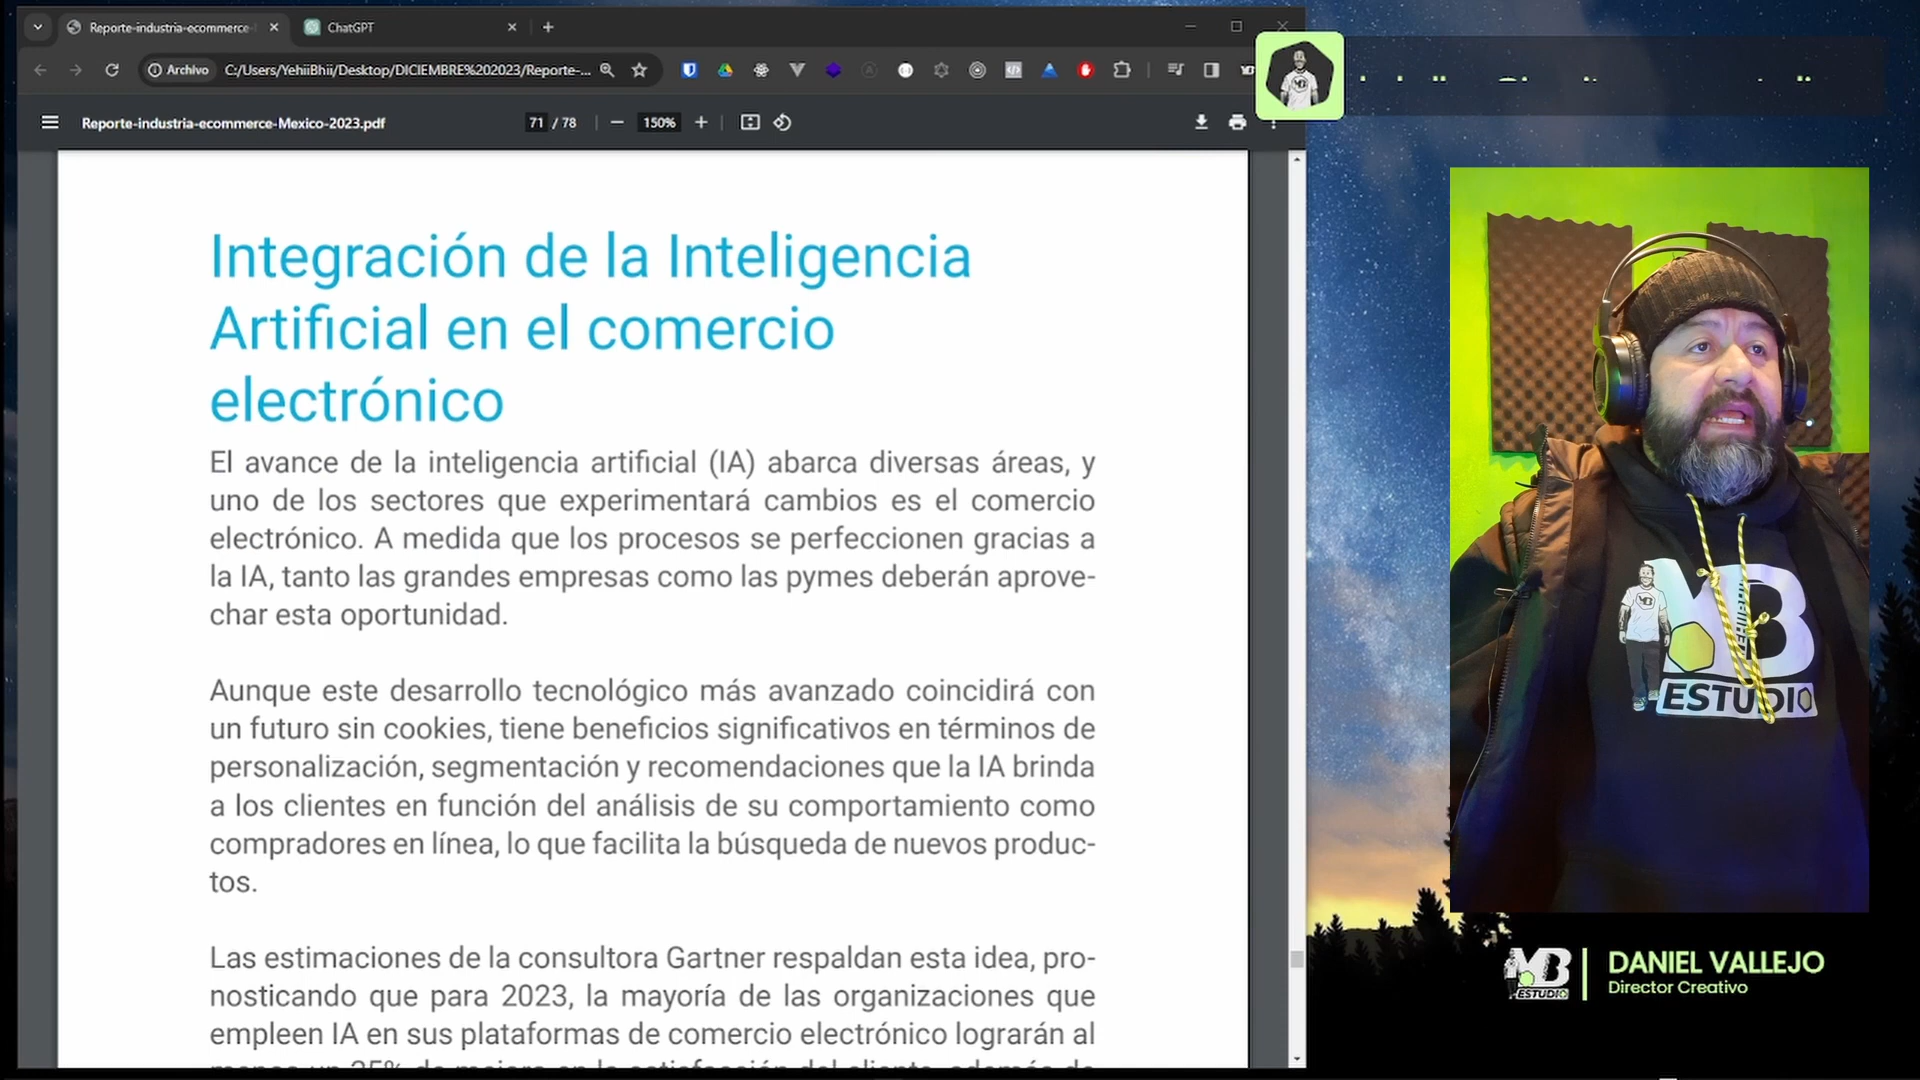 Reporte-industria-ecommerce-
ChatGPT
Archivo
C:/Users/YehiiBhii/Desktop/DICIEMBRE%202023/Reporte-...
Reporte-industria-ecommerce-Mexico-2023.pdf
71 / 78
150%
Integración de la Inteligencia
Artificial en el comercio
electrónico
El avance de la inteligencia artificial (IA) abarca diversas áreas, y
uno de los sectores que experimentará cambios es el comercio
electrónico. A medida que los procesos se perfeccionen gracias a
la IA, tanto las grandes empresas como las pymes deberán aprove-
char esta oportunidad.
Aunque este desarrollo tecnológico más avanzado coincidirá con
un futuro sin cookies, tiene beneficios significativos en términos de
personalización, segmentación y recomendaciones que la IA brinda
a los clientes en función del análisis de su comportamiento como
compradores en línea, lo que facilita la búsqueda de nuevos produc-
tos.
Las estimaciones de la consultora Gartner respaldan esta idea, pro-
nosticando que para 2023, la mayoría de las organizaciones que
empleen IA en sus plataformas de comercio electrónico lograrán al
YB
ESTUDIO
YB
ESTUDIO
DANIEL VALLEJO
Director Creativo